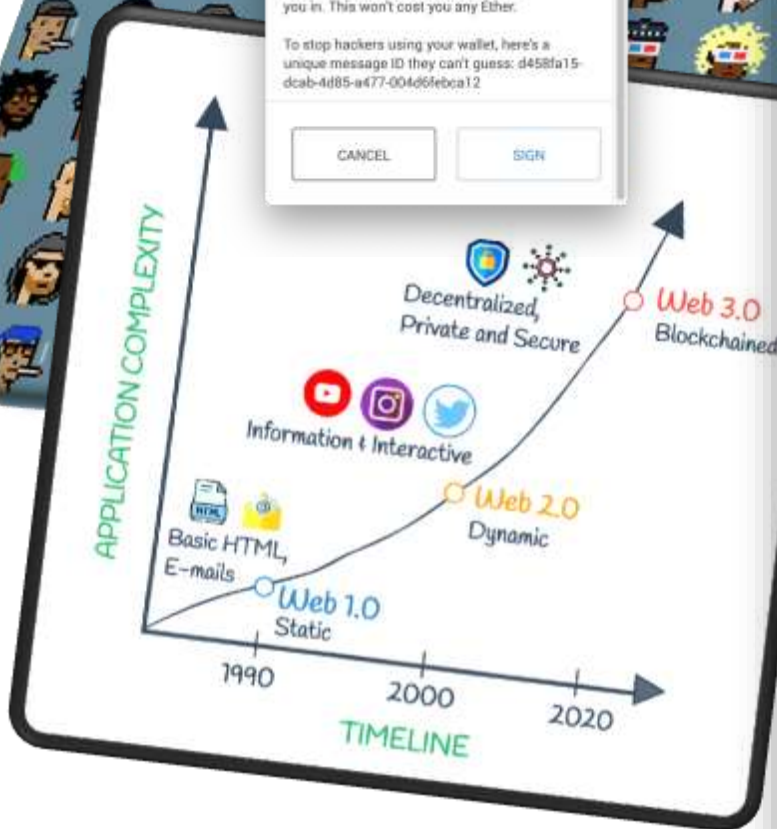 you in. This won't cost you any Ether.
To stop hackers using your wallet, here's a
unique message ID they can't guess: d458fa15-
dcab-4d85-a477-004d6febca12
CANCEL
SIGN
APPLICATION COMPLEXITY
Decentralized,
Private and Secure
Web 3.0
Blockchained
Information & Interactive
Web 2.0
Dynamic
HTML
Basic HTML,
E-mails
Web 1.0
Static
1990
2000
2020
TIMELINE